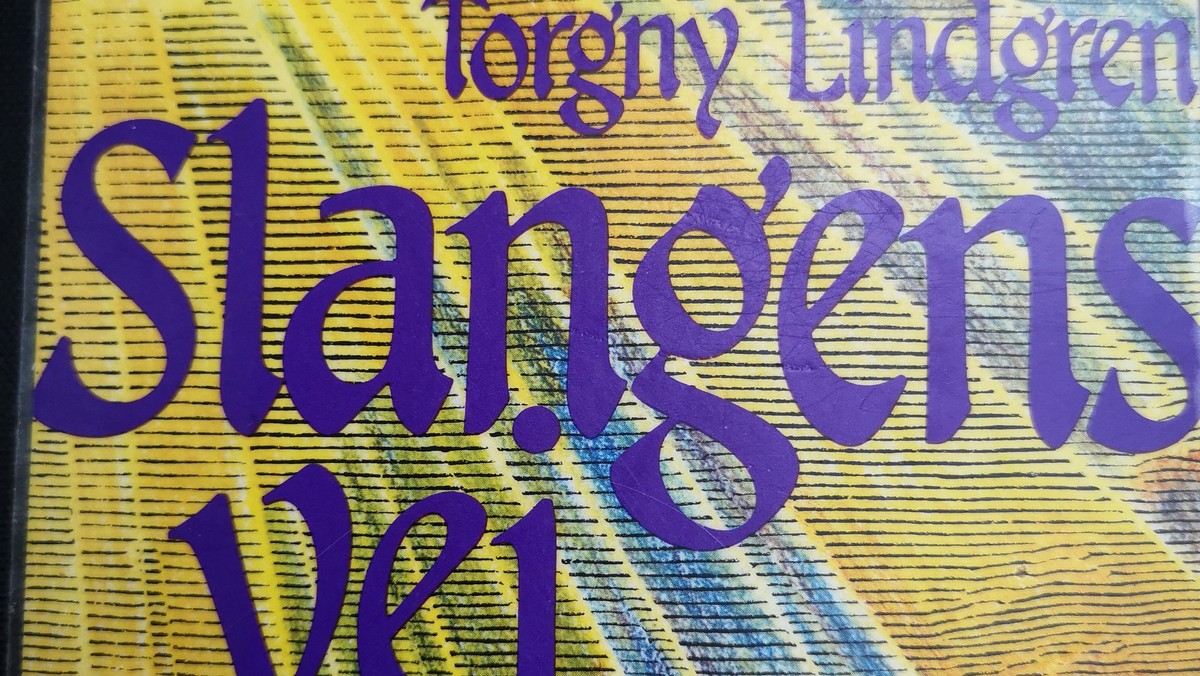 Torgny Lindgren
Slangens
vei